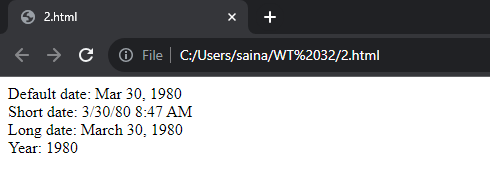 2.html
File
C:/Users/saina/WT%2032/2.html
Default date: Mar 30, 1980
Short date: 3/30/80 8:47 AM
Long date: March 30, 1980
Year: 1980